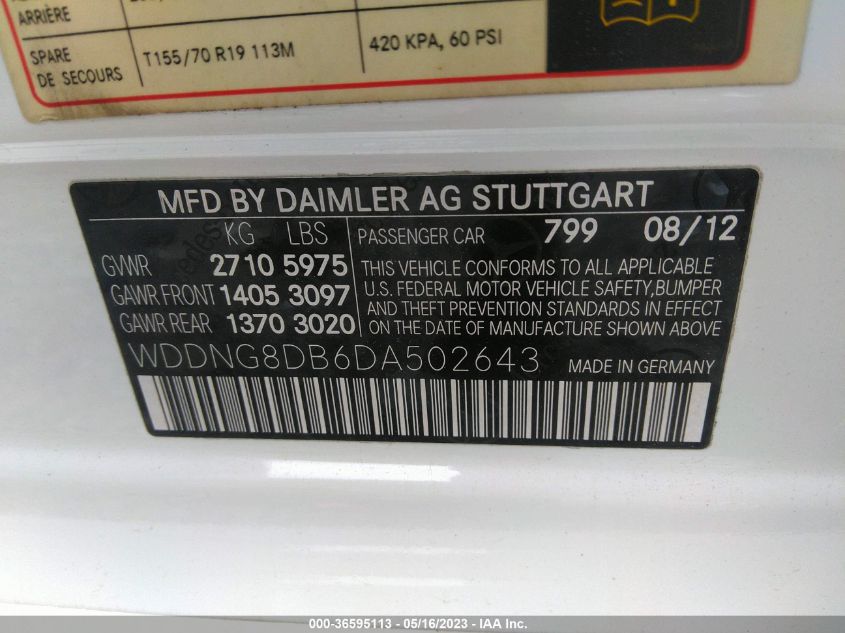 ARRIÈRE
SPARE
DE SECOURS
T155/70 R19 113M
420 KPA, 60 PSI
MFD BY DAIMLER AG STUTTGART
KG LBS
GVWR 2710 5975
GAWR FRONT 1405 3097
GAWR REAR 1370 3020
PASSENGER CAR 799 08/12
THIS VEHICLE CONFORMS TO ALL APPLICABLE
U.S. FEDERAL MOTOR VEHICLE SAFETY,BUMPER
AND THEFT PREVENTION STANDARDS IN EFFECT
ON THE DATE OF MANUFACTURE SHOWN ABOVE
WDDNG8DB6DA502643 MADE IN GERMANY
000-36595113 - 05/16/2023 - IAA Inc.